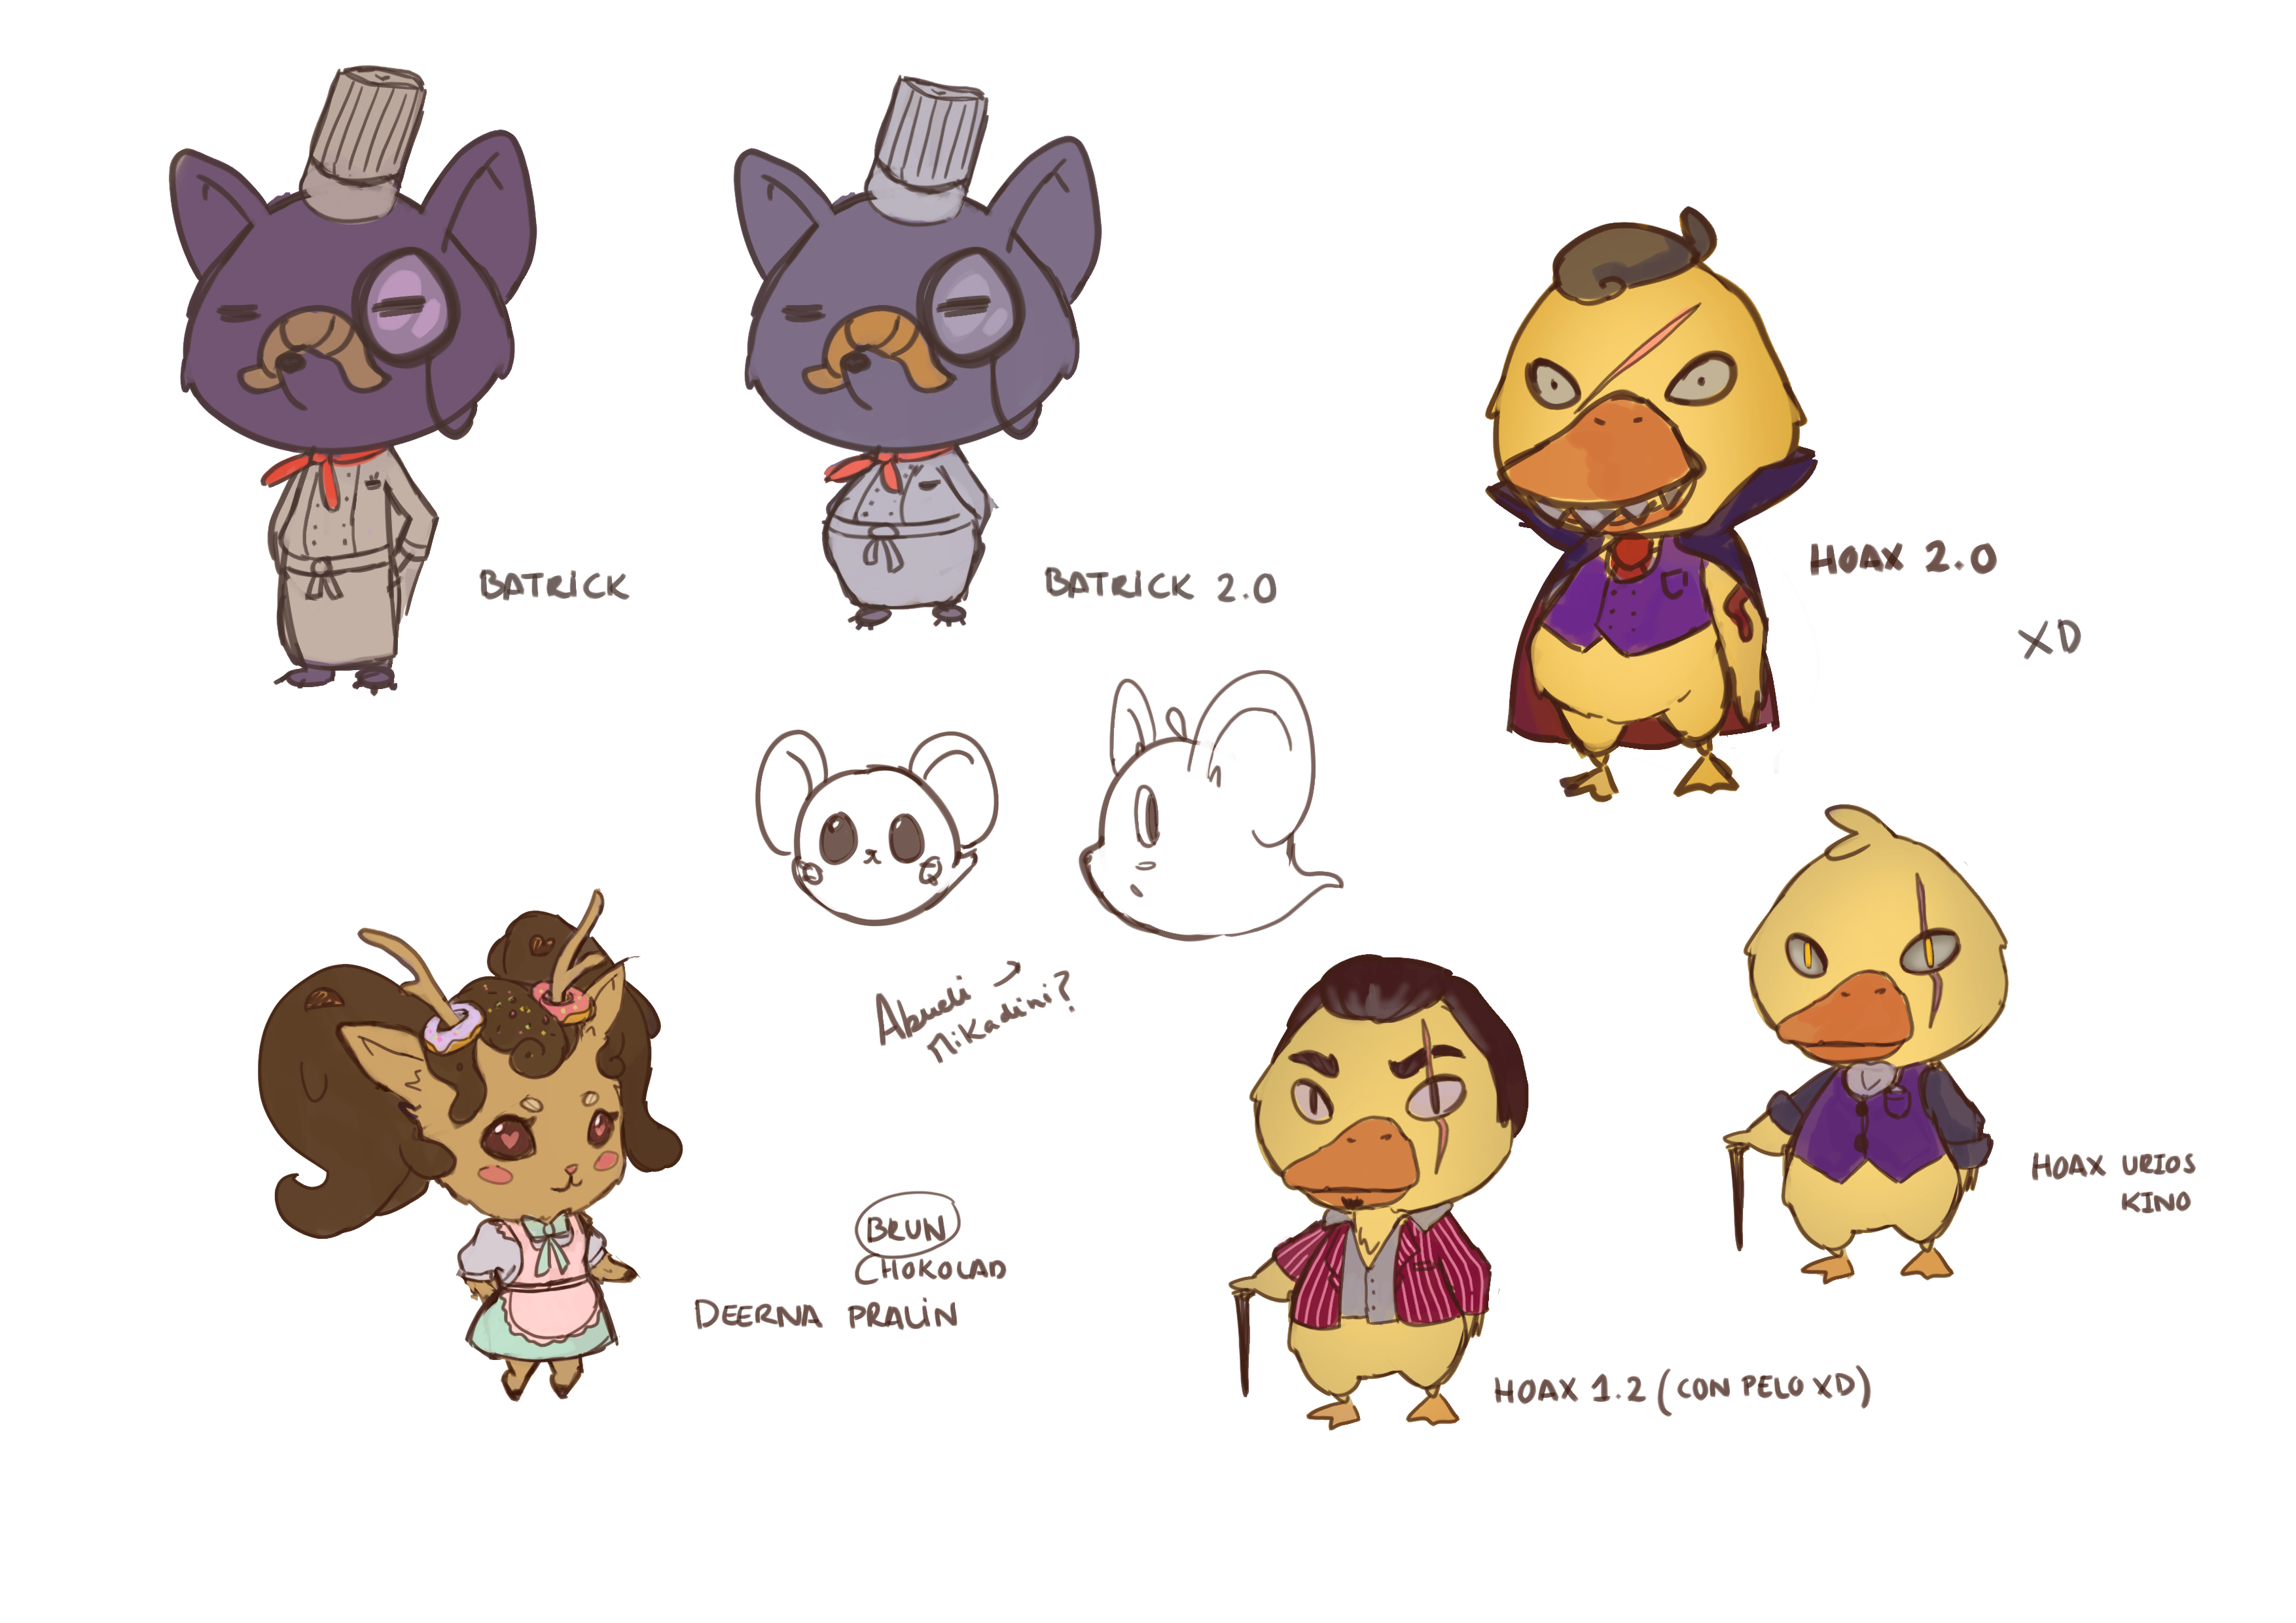 BATRICK
BATRICK 2.0
HOAX 2.0
XD
Abueli
Mikadini?
HOAX URIOS
KINO
BRUN
CHOKOLAD
DEERNA PRALIN
HOAX 1.2 (CON PELO XD)